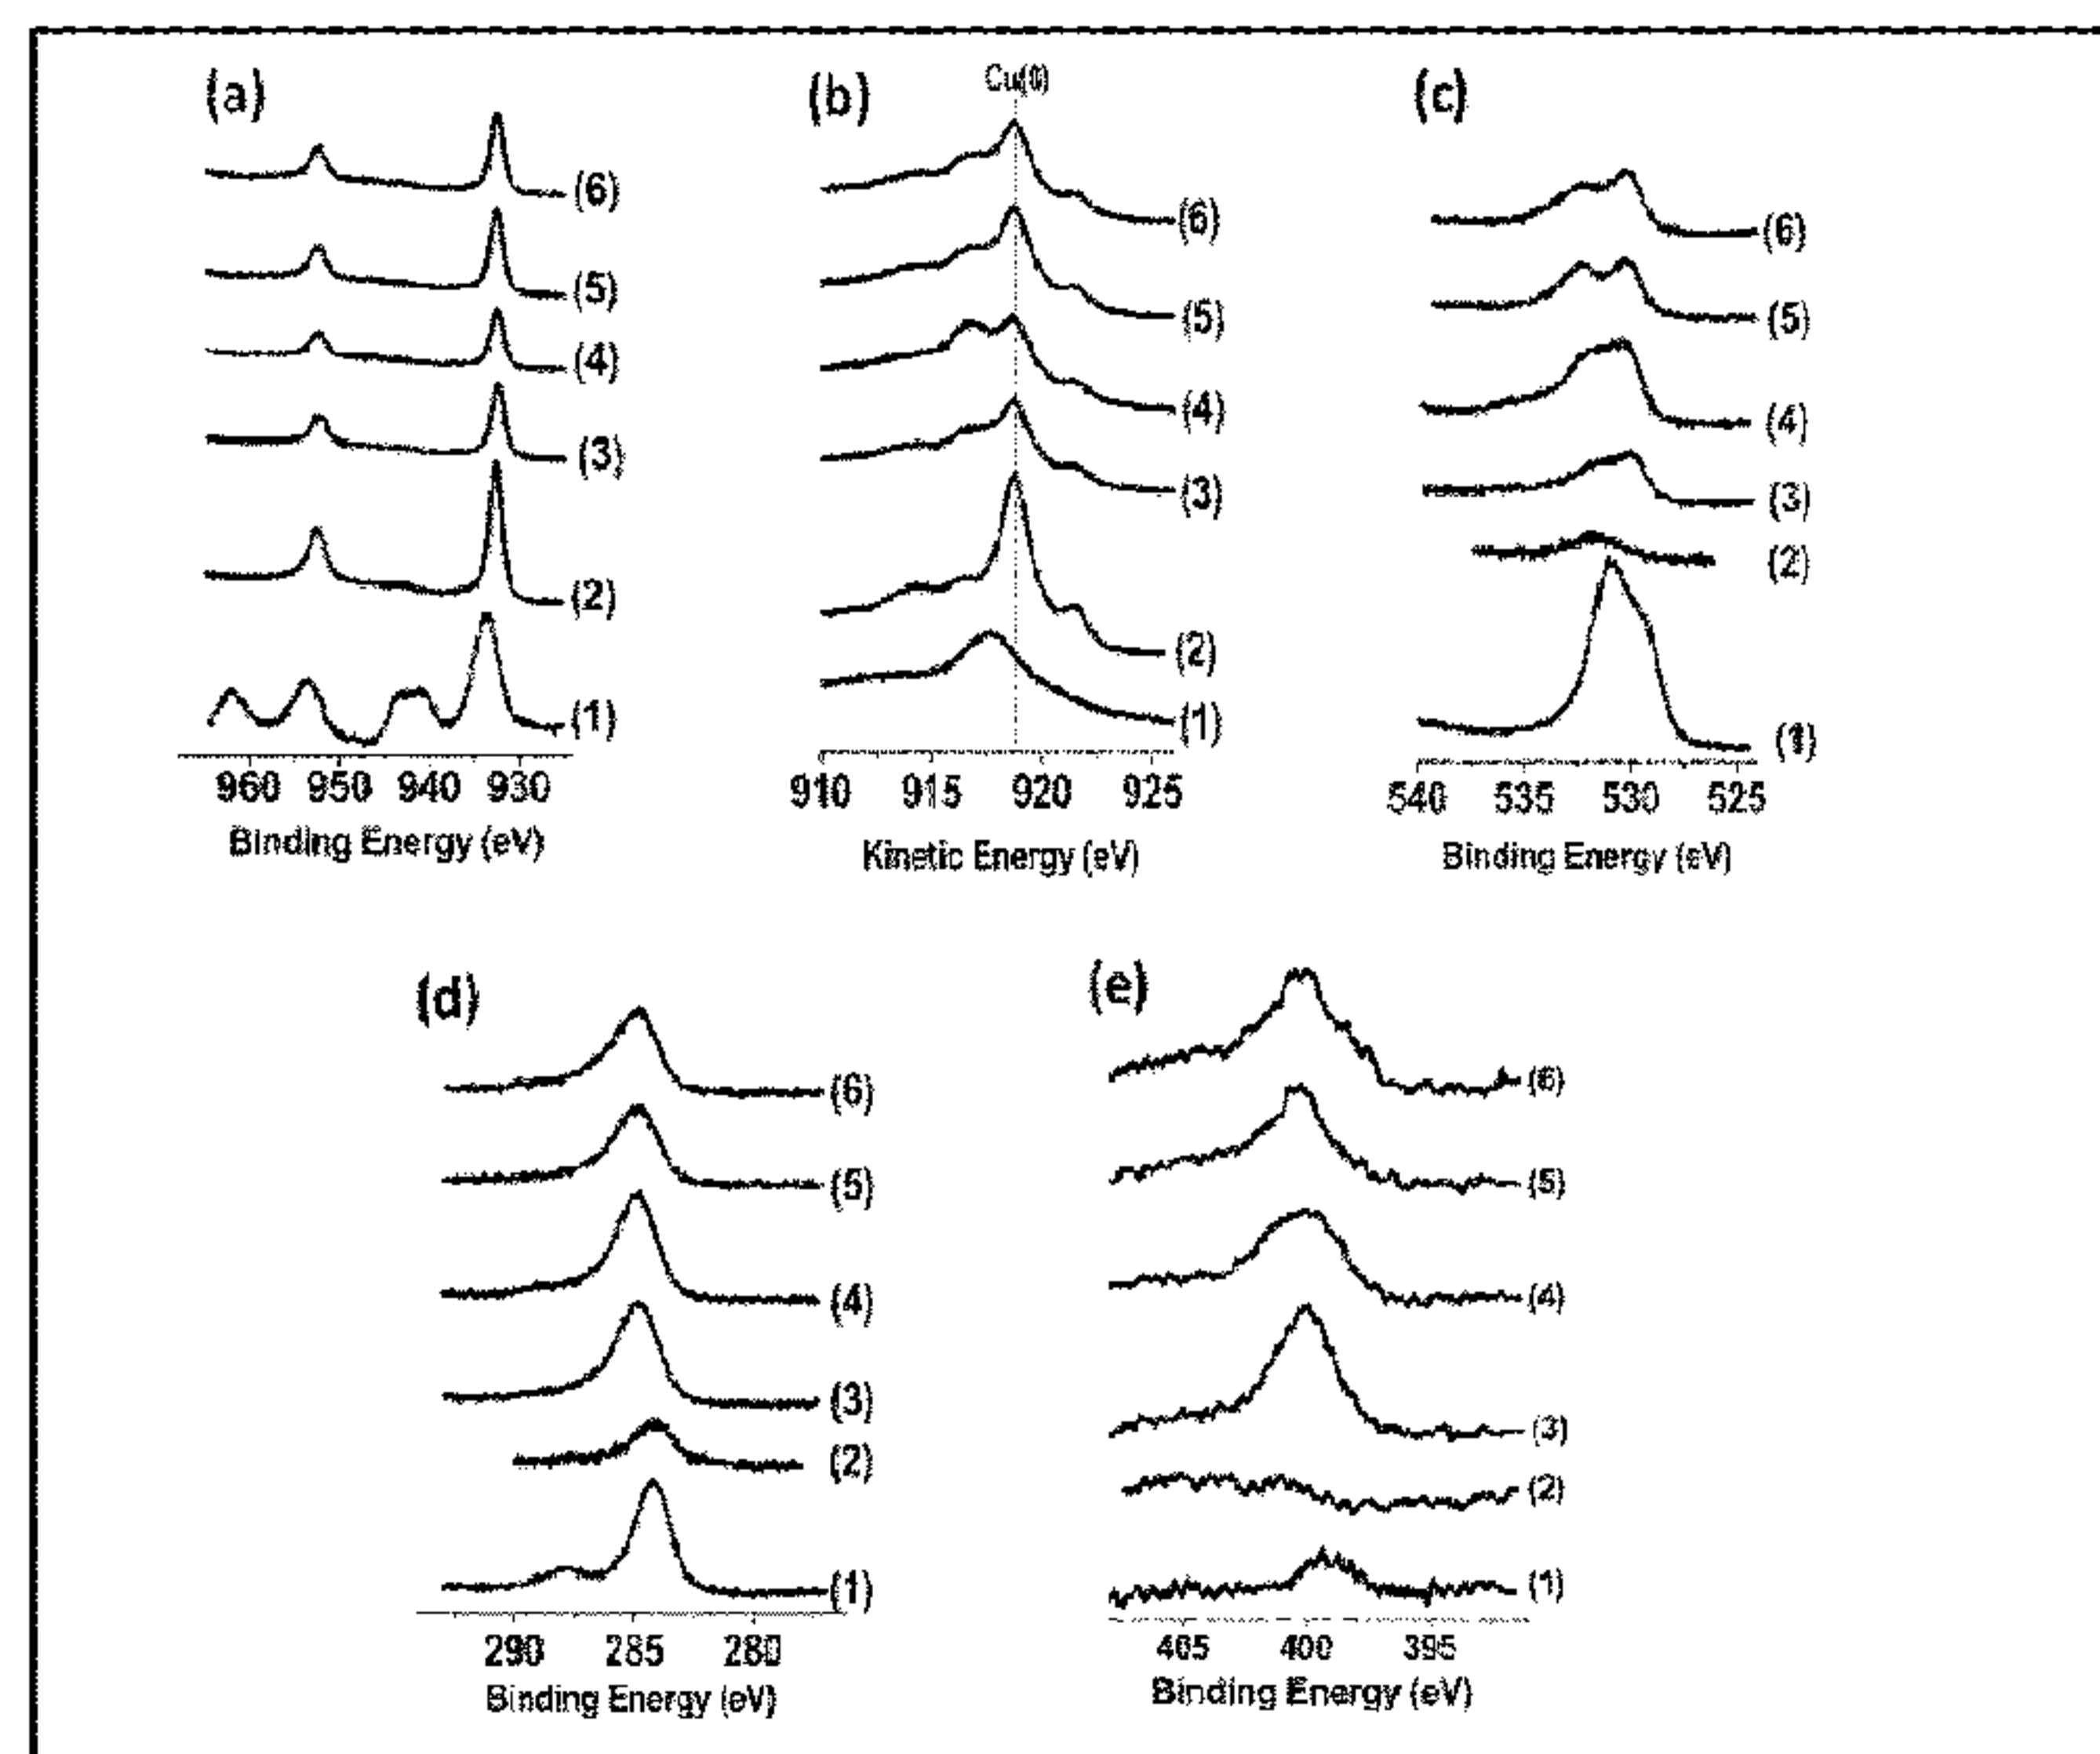 (a)
(6)
(5)
(4)
(3)
(2)
(1)
960 950 940 930
Binding Energy (eV)
(b)
Cu(0)
(6)
(5)
(4)
(3)
(2)
(1)
910 915 920 925
Kinetic Energy (eV)
(c)
(6)
(5)
(4)
(3)
(2)
(1)
540 535 530 525
Binding Energy (eV)
(d)
(6)
(5)
(4)
(3)
(2)
(1)
290 285 280
Binding Energy (eV)
(e)
(6)
(5)
(4)
(3)
(2)
(1)
405 400 395
Binding Energy (eV)